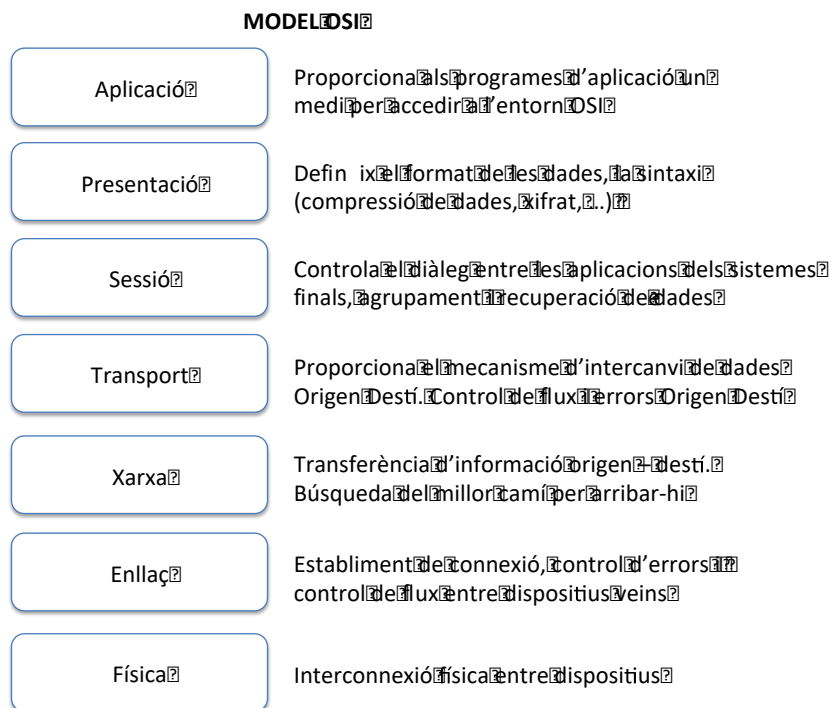 MODEL OSI
Aplicació
Proporciona als programes d'aplicació un
medi per accedir a l'entorn OSI
Presentació
Defin ix el format de les dades, la sintaxi
(compressió de dades, xifrat, ...)
Sessió
Controla el diàleg entre les aplicacions dels sistemes
finals, agrupament i recuperació de dades
Transport
Proporciona el mecanisme d'intercanvi de dades
Origen Destí. Control de flux i errors Origen Destí
Xarxa
Transferència d'informació origen – destí.
Búsqueda del millor camí per arribar-hi
Enllaç
Establiment de connexió, control d'errors i
control de flux entre dispositius veins
Física
Interconnexió física entre dispositius